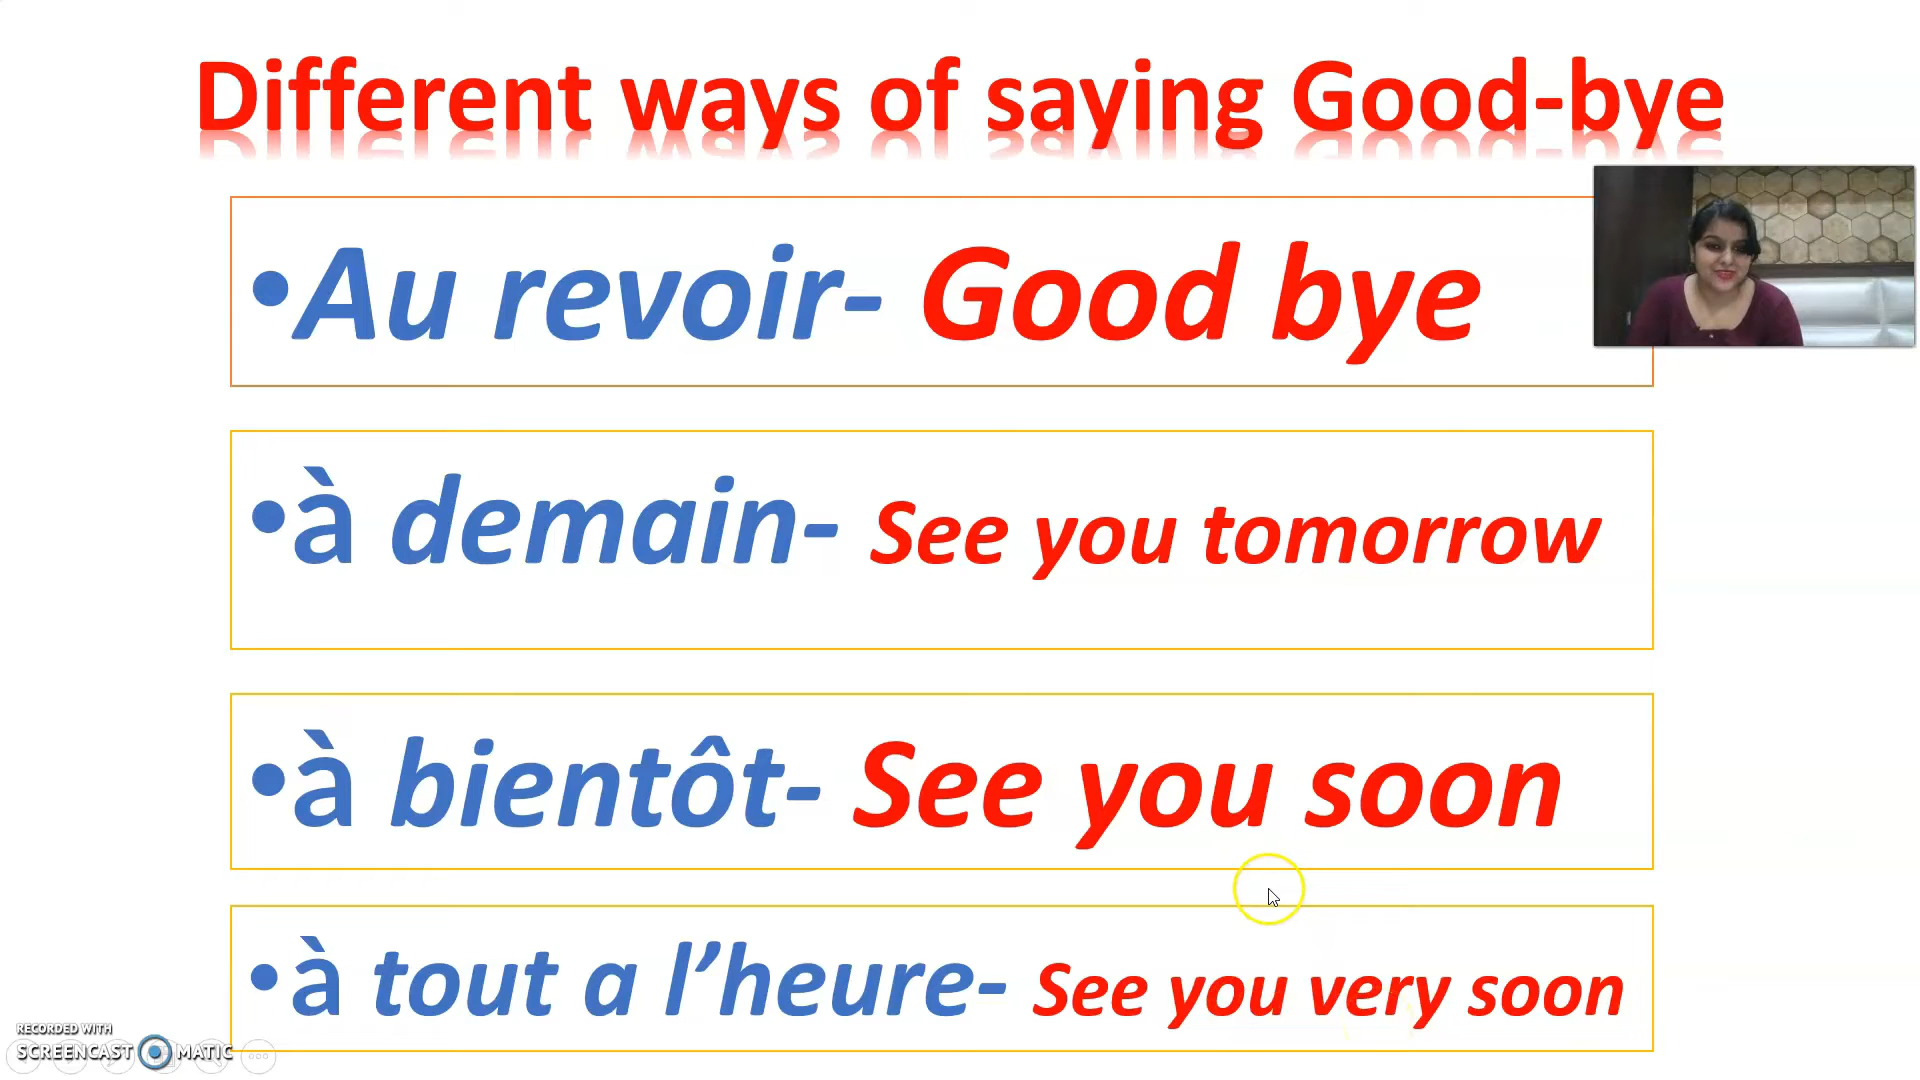 Different ways of saying Good-bye
•Au revoir- Good bye
•à demain- See you tomorrow
•à bientôt- See you soon
•à tout a l’heure- See you very soon
RECORDED WITH
SCREENCAST MATIC